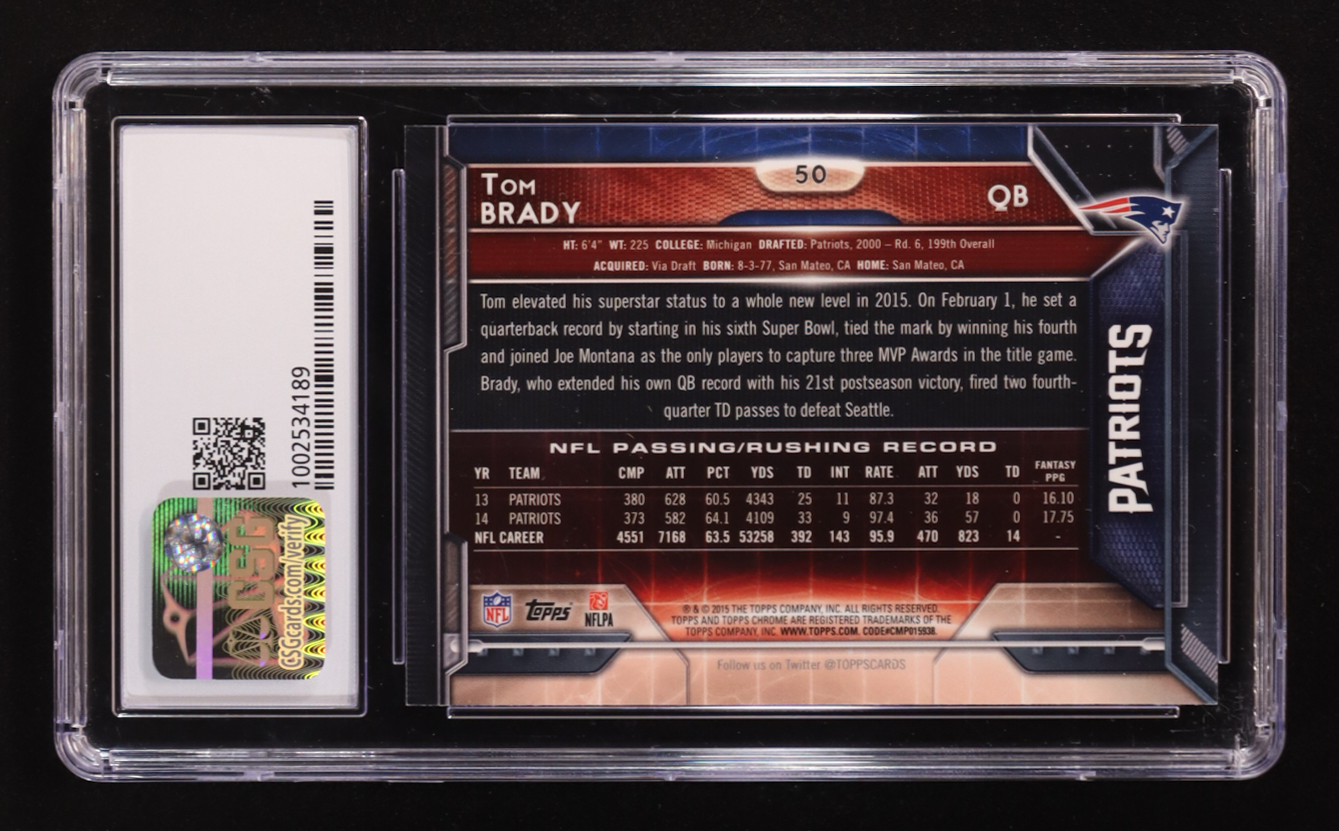 1002534189
CSG
CSGcards.com/verify
50
TOM
BRADY
QB
HT: 6'4" WT: 225 COLLEGE: Michigan DRAFTED: Patriots, 2000 – Rd. 6, 199th Overall
ACQUIRED: Via Draft BORN: 8-3-77, San Mateo, CA HOME: San Mateo, CA
Tom elevated his superstar status to a whole new level in 2015. On February 1, he set a
quarterback record by starting in his sixth Super Bowl, tied the mark by winning his fourth
and joined Joe Montana as the only players to capture three MVP Awards in the title game.
Brady, who extended his own QB record with his 21st postseason victory, fired two fourth-
quarter TD passes to defeat Seattle.
PATRIOTS
NFL PASSING/RUSHING RECORD
YR TEAM CMP ATT PCT YDS TD INT RATE ATT YDS TD FANTASY PPG
13 PATRIOTS 380 628 60.5 4343 25 11 87.3 32 18 0 16.10
14 PATRIOTS 373 582 64.1 4109 33 9 97.4 36 57 0 17.75
NFL CAREER 4551 7168 63.5 53258 392 143 95.9 470 823 14 -
NFL
Topps
NFLPA
® & © 2015 THE TOPPS COMPANY, INC. ALL RIGHTS RESERVED.
TOPPS AND TOPPS CHROME ARE REGISTERED TRADEMARKS OF THE
TOPPS COMPANY, INC. WWW.TOPPS.COM. CODE#CMP015938.
Follow us on Twitter @TOPPSCARDS